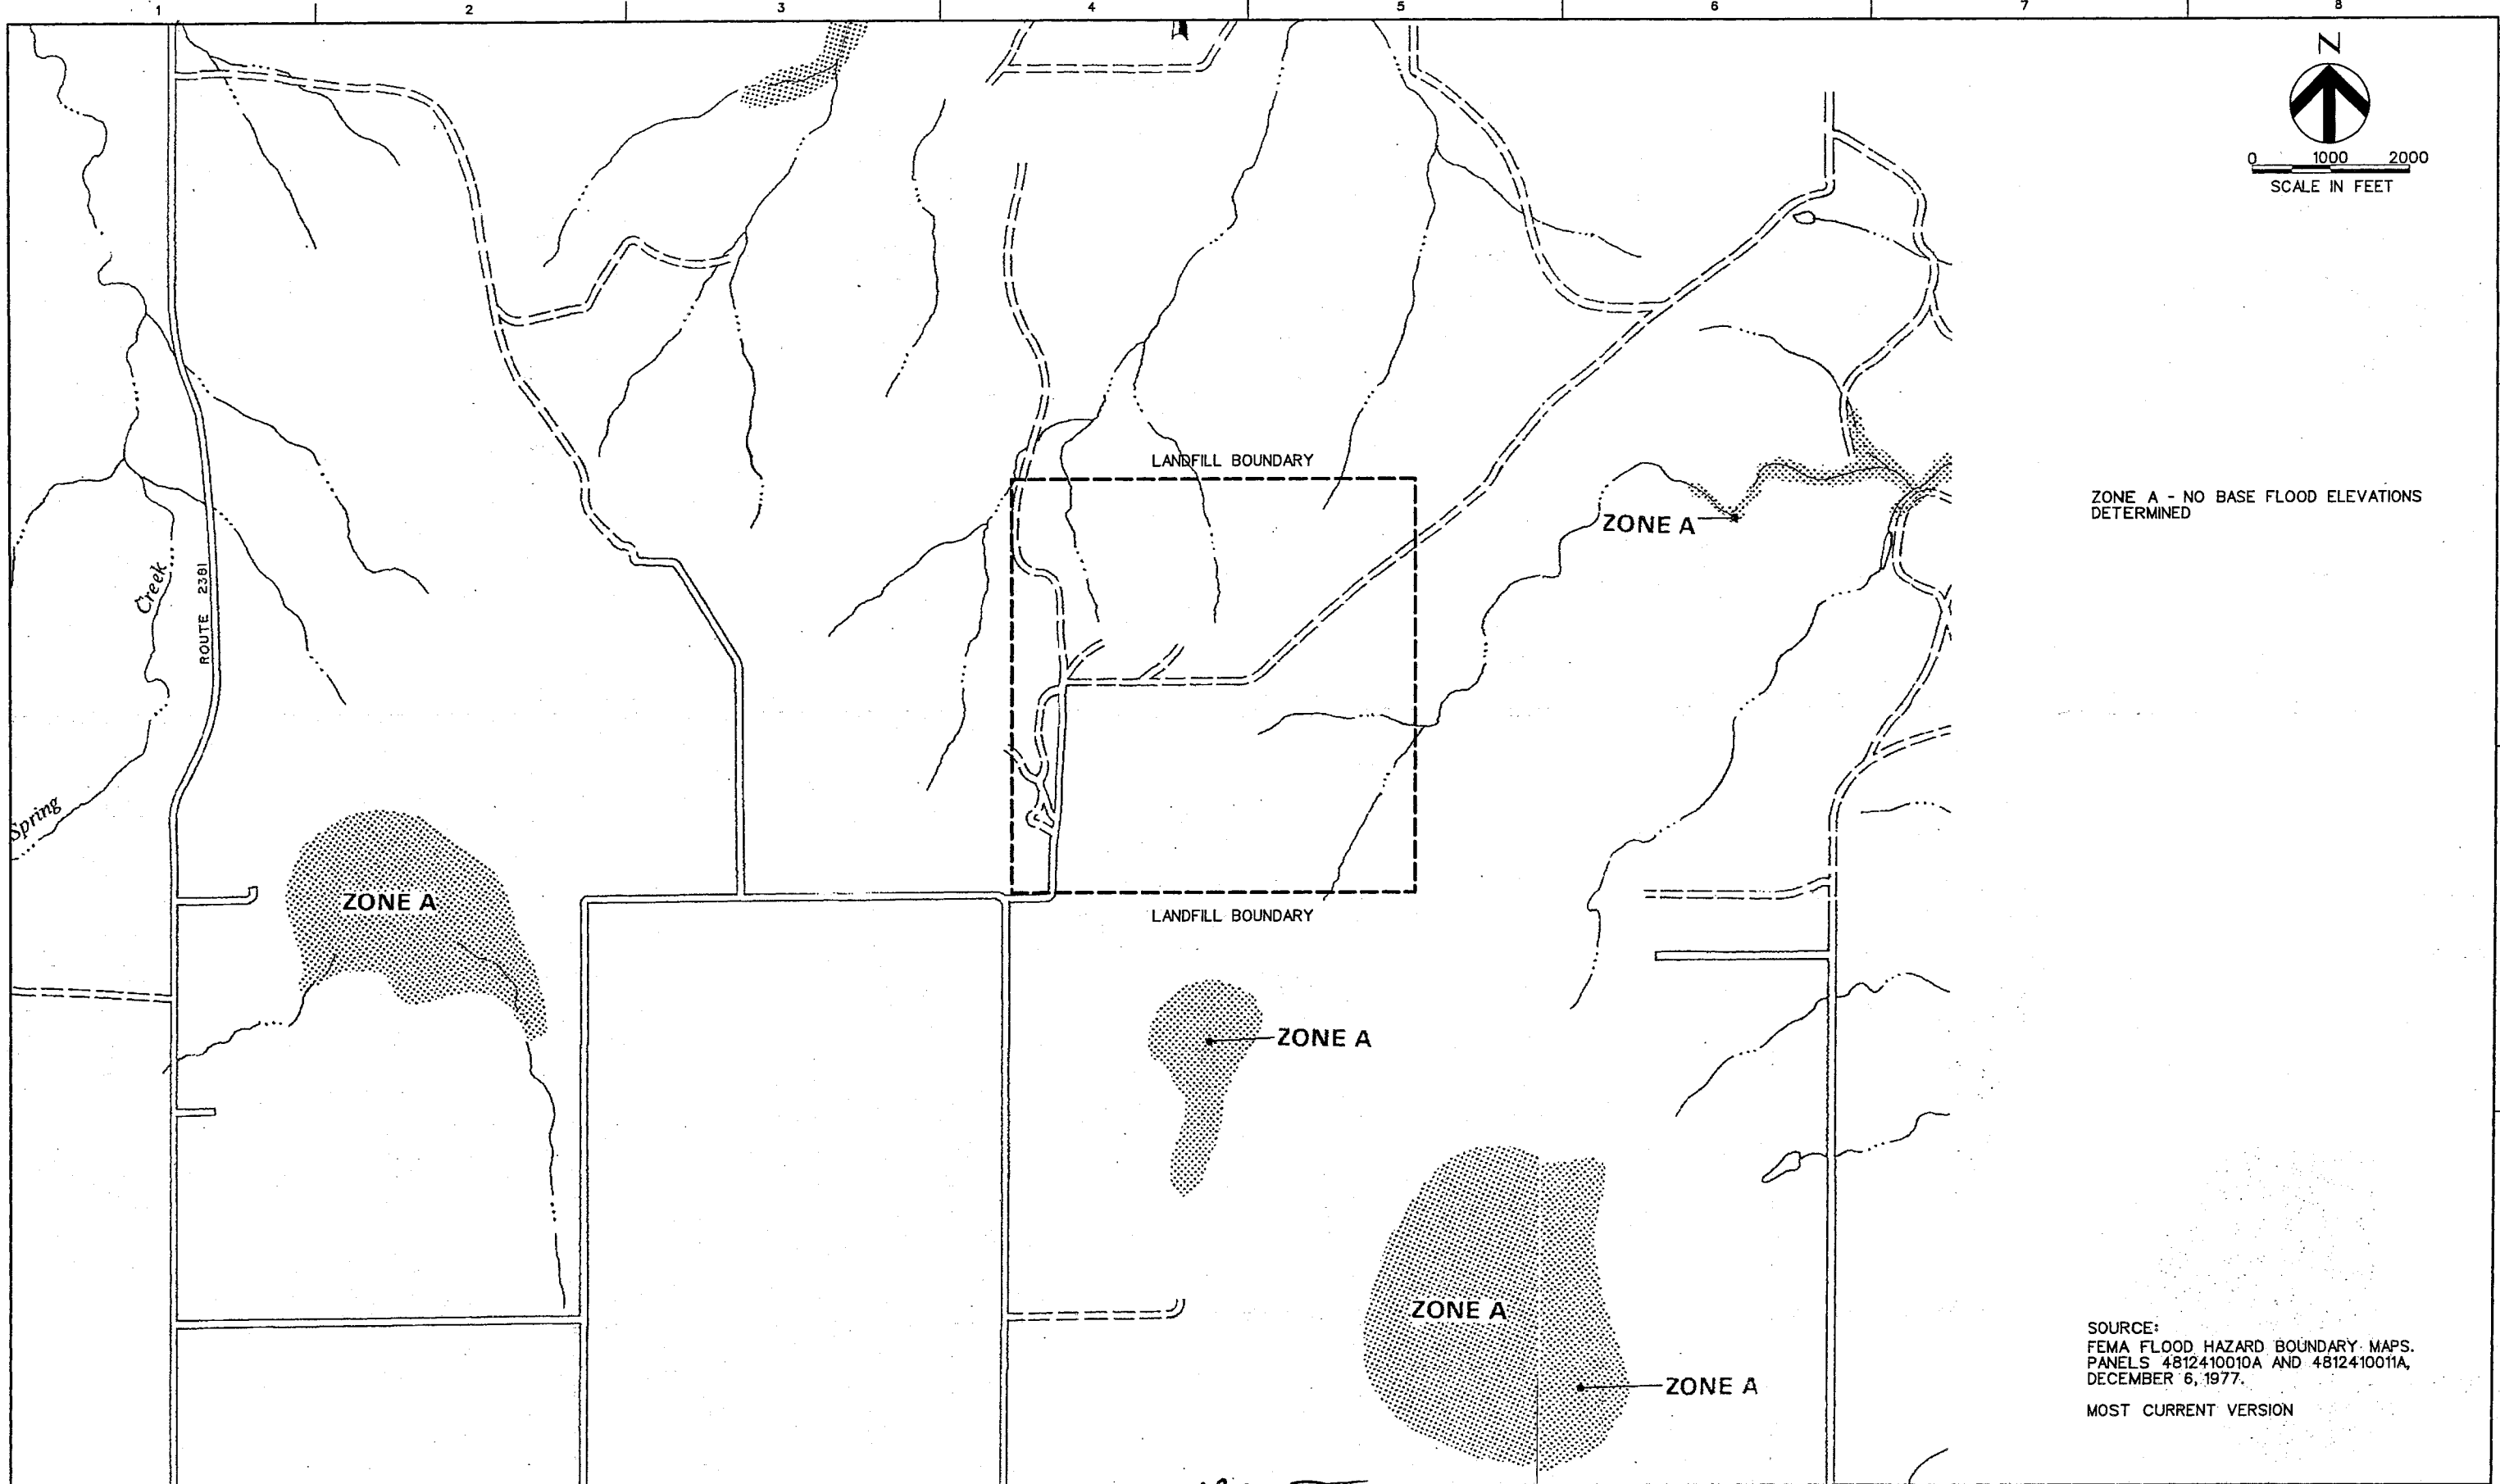 1 2 3 4 5 6 7 8
N
0 1000 2000
SCALE IN FEET
LANDFILL BOUNDARY
ZONE A - NO BASE FLOOD ELEVATIONS
DETERMINED
ZONE A
Creek
ROUTE 2381
Spring
ZONE A
LANDFILL BOUNDARY
ZONE A
ZONE A
ZONE A
SOURCE:
FEMA FLOOD HAZARD BOUNDARY MAPS.
PANELS 4812410010A AND 4812410011A,
DECEMBER 6, 1977.
MOST CURRENT VERSION